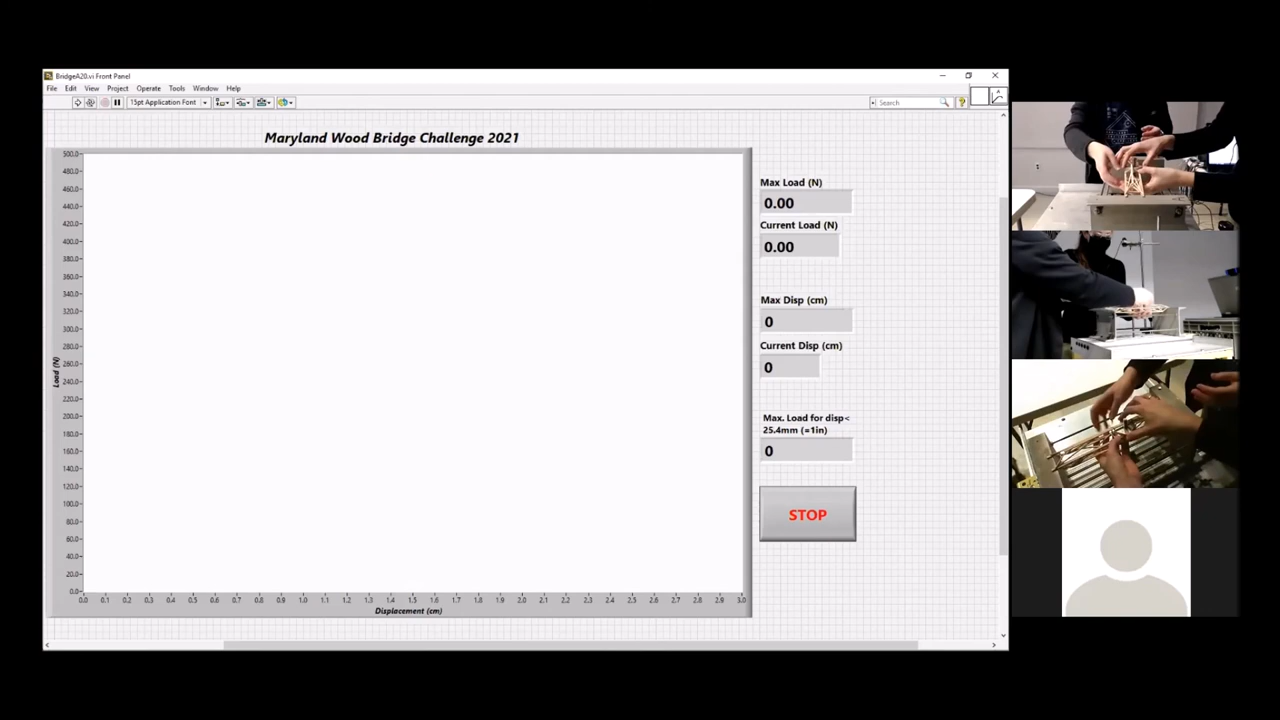 BridgeA20.vi Front Panel
File Edit View Project Operate Tools Window Help
15pt Application Font
Search
Maryland Wood Bridge Challenge 2021
500.0
480.0
460.0
440.0
420.0
400.0
380.0
360.0
340.0
320.0
300.0
280.0
260.0
240.0
220.0
200.0
180.0
160.0
140.0
120.0
100.0
80.0
60.0
40.0
20.0
0.0
Load (N)
0.0 0.1 0.2 0.3 0.4 0.5 0.6 0.7 0.8 0.9 1.0 1.1 1.2 1.3 1.4 1.5 1.6 1.7 1.8 1.9 2.0 2.1 2.2 2.3 2.4 2.5 2.6 2.7 2.8 2.9 3.0
Displacement (cm)
Max Load (N)
0.00
Current Load (N)
0.00
Max Disp (cm)
0
Current Disp (cm)
0
Max. Load for disp<
25.4mm (=1in)
0
STOP